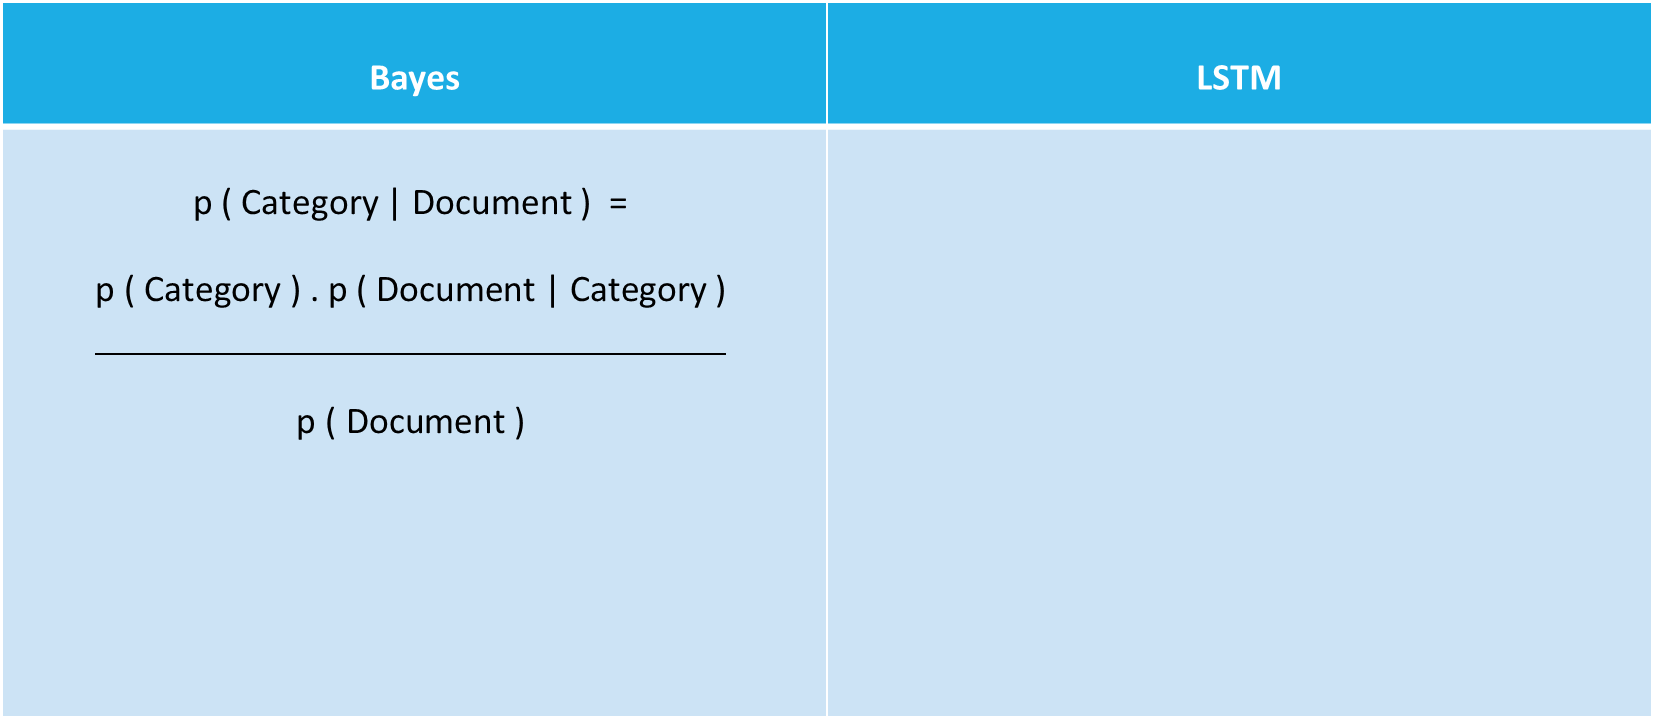 Bayes
LSTM
p ( Category | Document )  =
p ( Category ) . p ( Document | Category )
p ( Document )